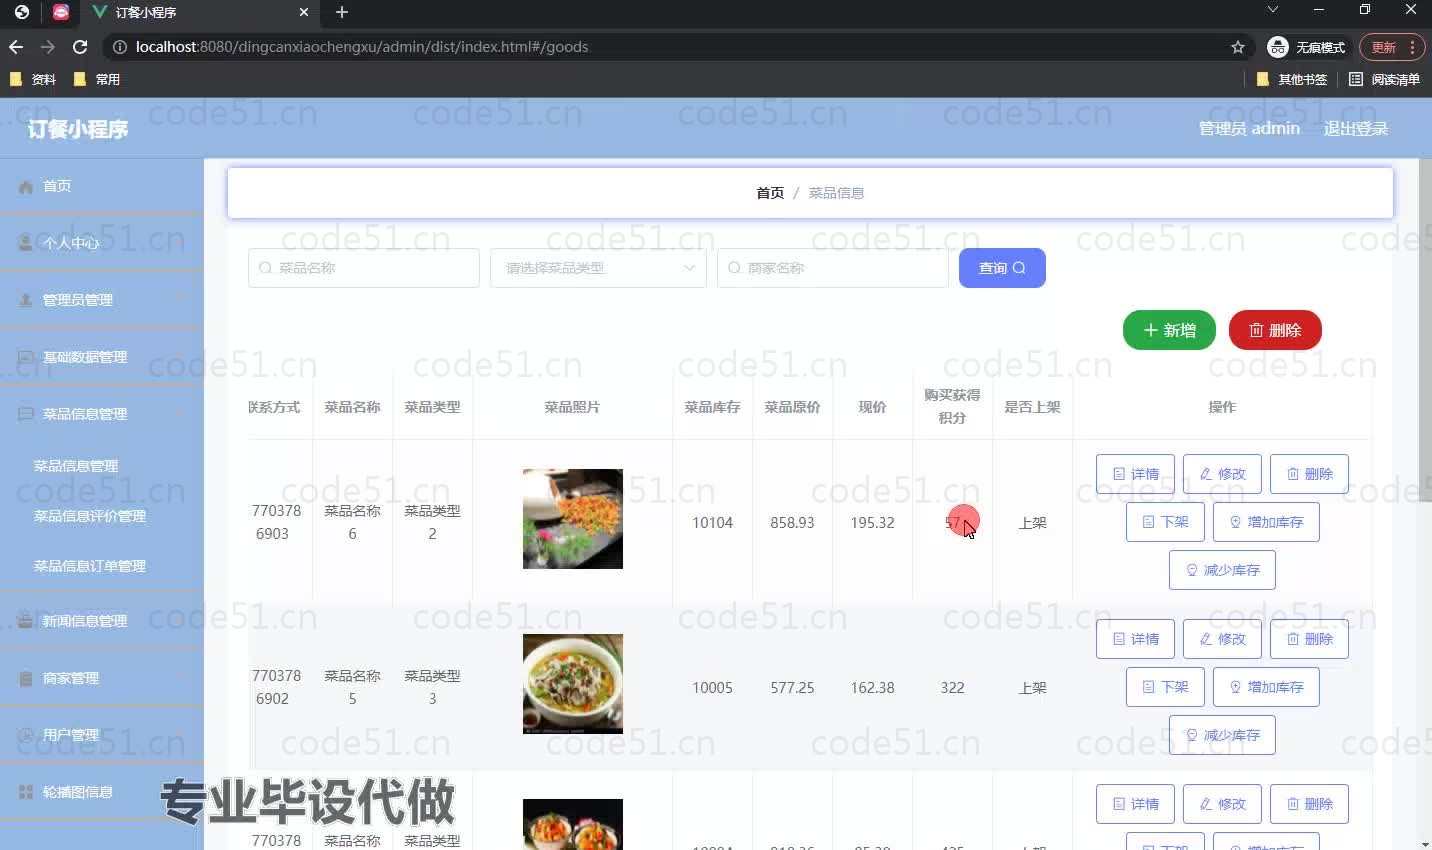 订餐小程序
localhost:8080/dingcanxiaochengxu/admin/dist/index.html#/goods
无痕模式
更新
资料
常用
其他书签
阅读清单
订餐小程序
管理员 admin
退出登录
首页
个人中心
管理员管理
基础数据管理
菜品信息管理
菜品信息管理
菜品信息评价管理
菜品信息订单管理
新闻信息管理
商家管理
用户管理
轮播图信息
首页 / 菜品信息
菜品名称
请选择菜品类型
商家名称
查询
新增
删除
联系方式 菜品名称 菜品类型 菜品照片 菜品库存 菜品原价 现价 购买获得 是否上架 操作
积分
770378 菜品名称 菜品类型
6903 6 2
10104 858.93 195.32 上架
详情 修改 删除
下架 增加库存
减少库存
770378 菜品名称 菜品类型
6902 5 3
10005 577.25 162.38 322 上架
详情 修改 删除
下架 增加库存
减少库存
770378 菜品名称 菜品类型
详情 修改 删除
专业毕设代做
code51.cn